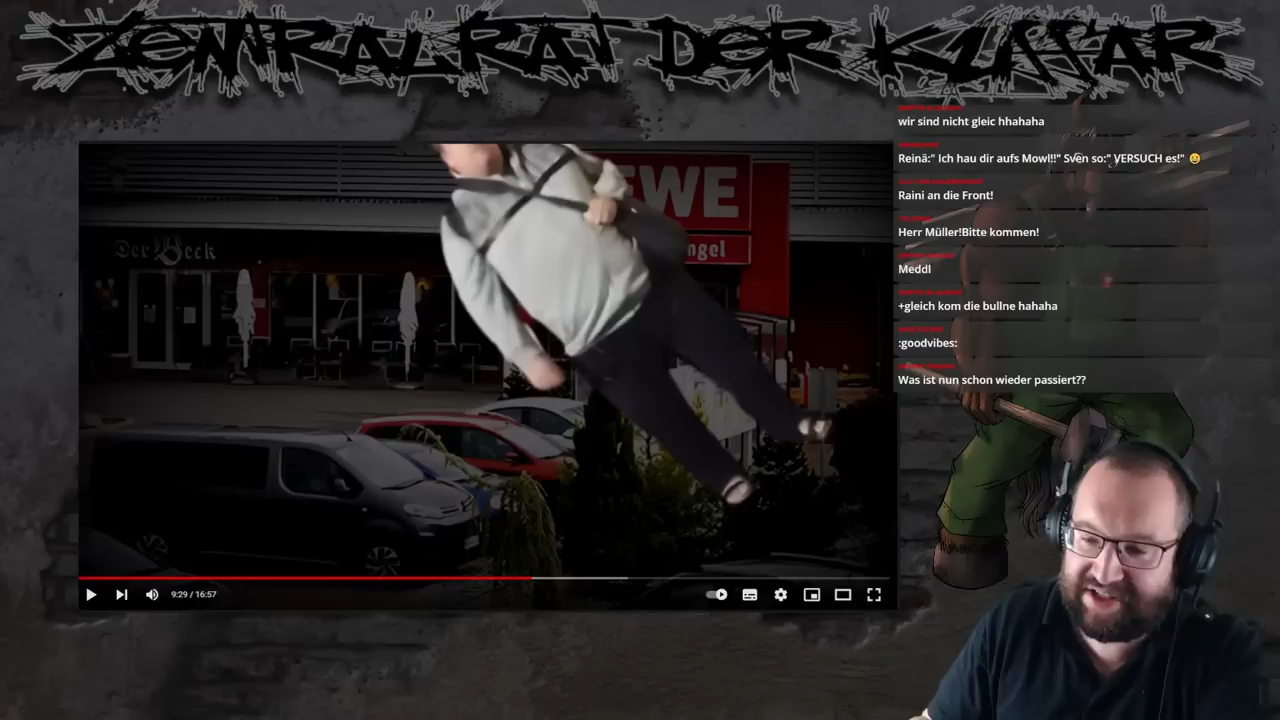 ZENTRALRAT DER KUFFAR
wir sind nicht gleic hhahaha
Reinä:" Ich hau dir aufs Mowl!!" Sven so:" VERSUCH es!" 😉
Raini an die Front!
Herr Müller!Bitte kommen!
Meddl
+gleich kom die bullne hahaha
:goodvibes:
Was ist nun schon wieder passiert??
EWE
ngel
Der Beck
9:29 / 16:57